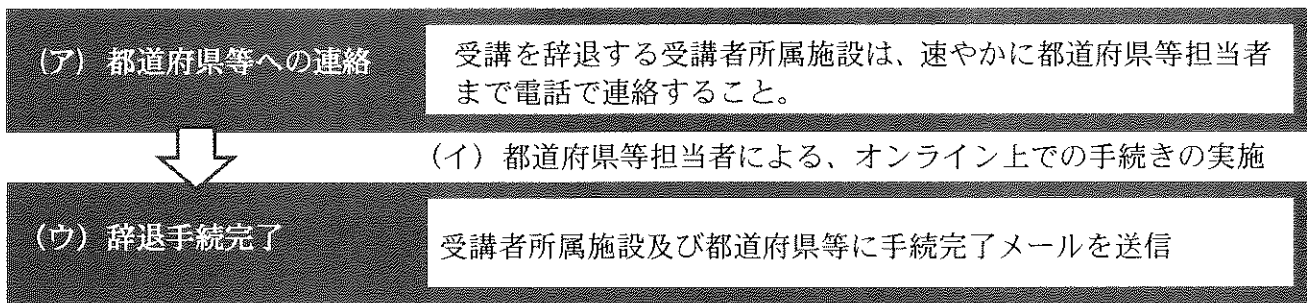 (ア) 都道府県等への連絡
受講を辞退する受講者所属施設は、速やかに都道府県等担当者
まで電話で連絡すること。
(イ) 都道府県等担当者による、オンライン上での手続きの実施
(ウ) 辞退手続完了
受講者所属施設及び都道府県等に手続完了メールを送信